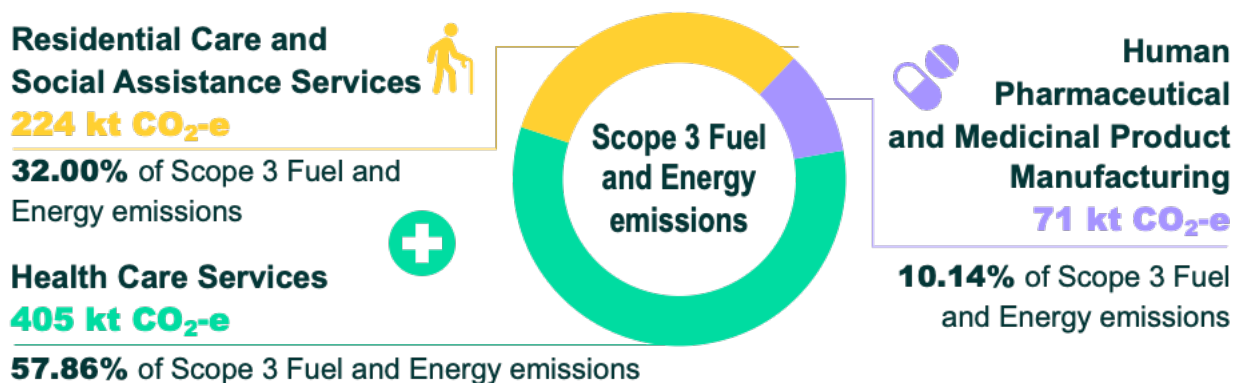 Residential Care and
Social Assistance Services
224 kt CO₂-e
32.00% of Scope 3 Fuel and
Energy emissions
Health Care Services
405 kt CO₂-e
57.86% of Scope 3 Fuel and Energy emissions
Scope 3 Fuel
and Energy
emissions
Human
Pharmaceutical
and Medicinal Product
Manufacturing
71 kt CO₂-e
10.14% of Scope 3 Fuel
and Energy emissions